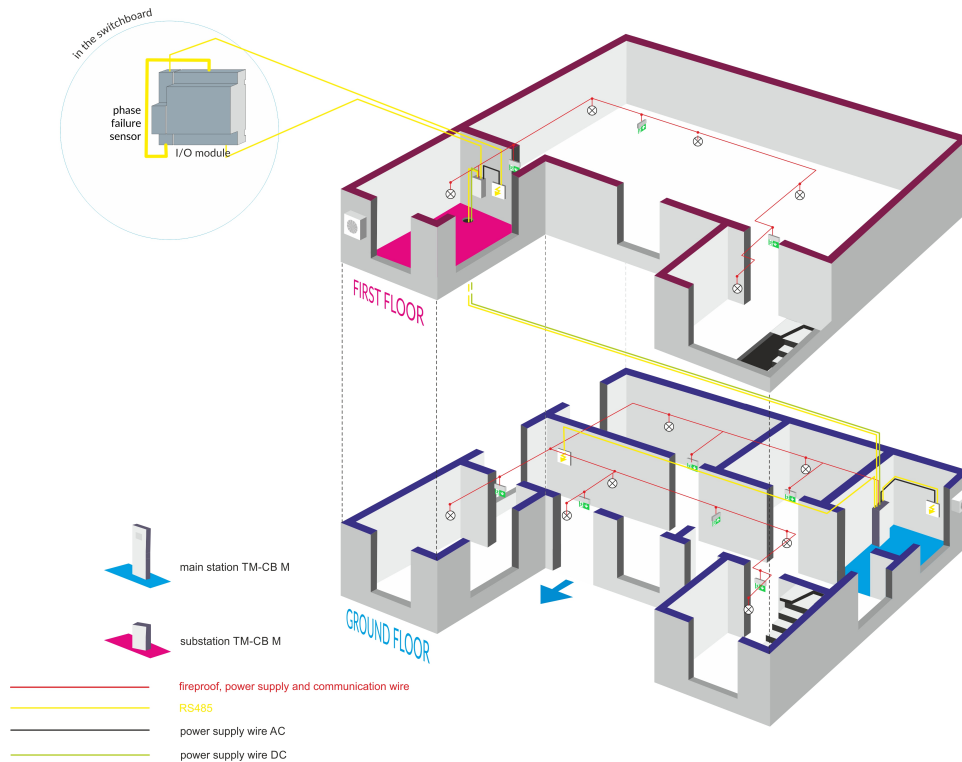 in the switchboard
phase
failure
sensor
I/O module
FIRST FLOOR
GROUND FLOOR
main station TM-CB M
substation TM-CB M
fireproof, power supply and communication wire
RS485
power supply wire AC
power supply wire DC